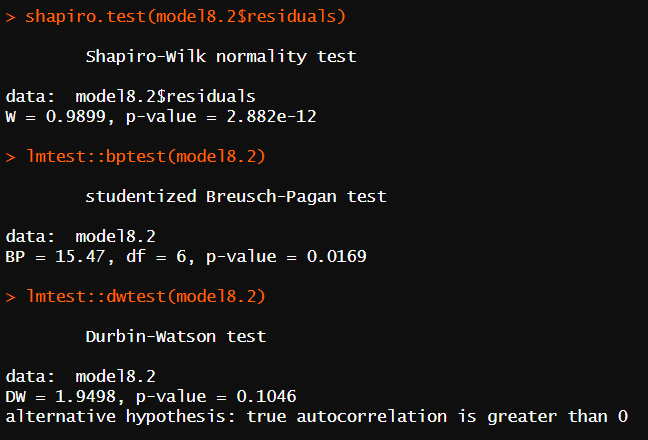 > shapiro.test(model8.2$residuals)
Shapiro-Wilk normality test
data:  model8.2$residuals
W = 0.9899, p-value = 2.882e-12
> lmtest::bptest(model8.2)
studentized Breusch-Pagan test
data:  model8.2
BP = 15.47, df = 6, p-value = 0.0169
> lmtest::dwtest(model8.2)
Durbin-Watson test
data:  model8.2
DW = 1.9498, p-value = 0.1046
alternative hypothesis: true autocorrelation is greater than 0